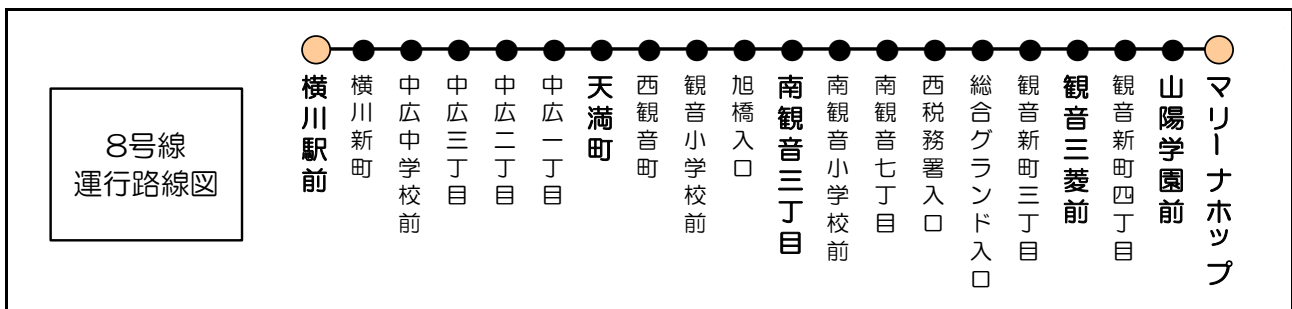 8号線
運行路線図
横川駅前
横川新町
中広中学校前
中広三丁目
中広二丁目
中広一丁目
天満町
西観音町
観音小学校前
旭橋入口
南観音三丁目
南観音小学校前
南観音七丁目
西税務署入口
総合グランド入口
観音新町三丁目
観音三菱前
観音新町四丁目
山陽学園前
マリーナホップ